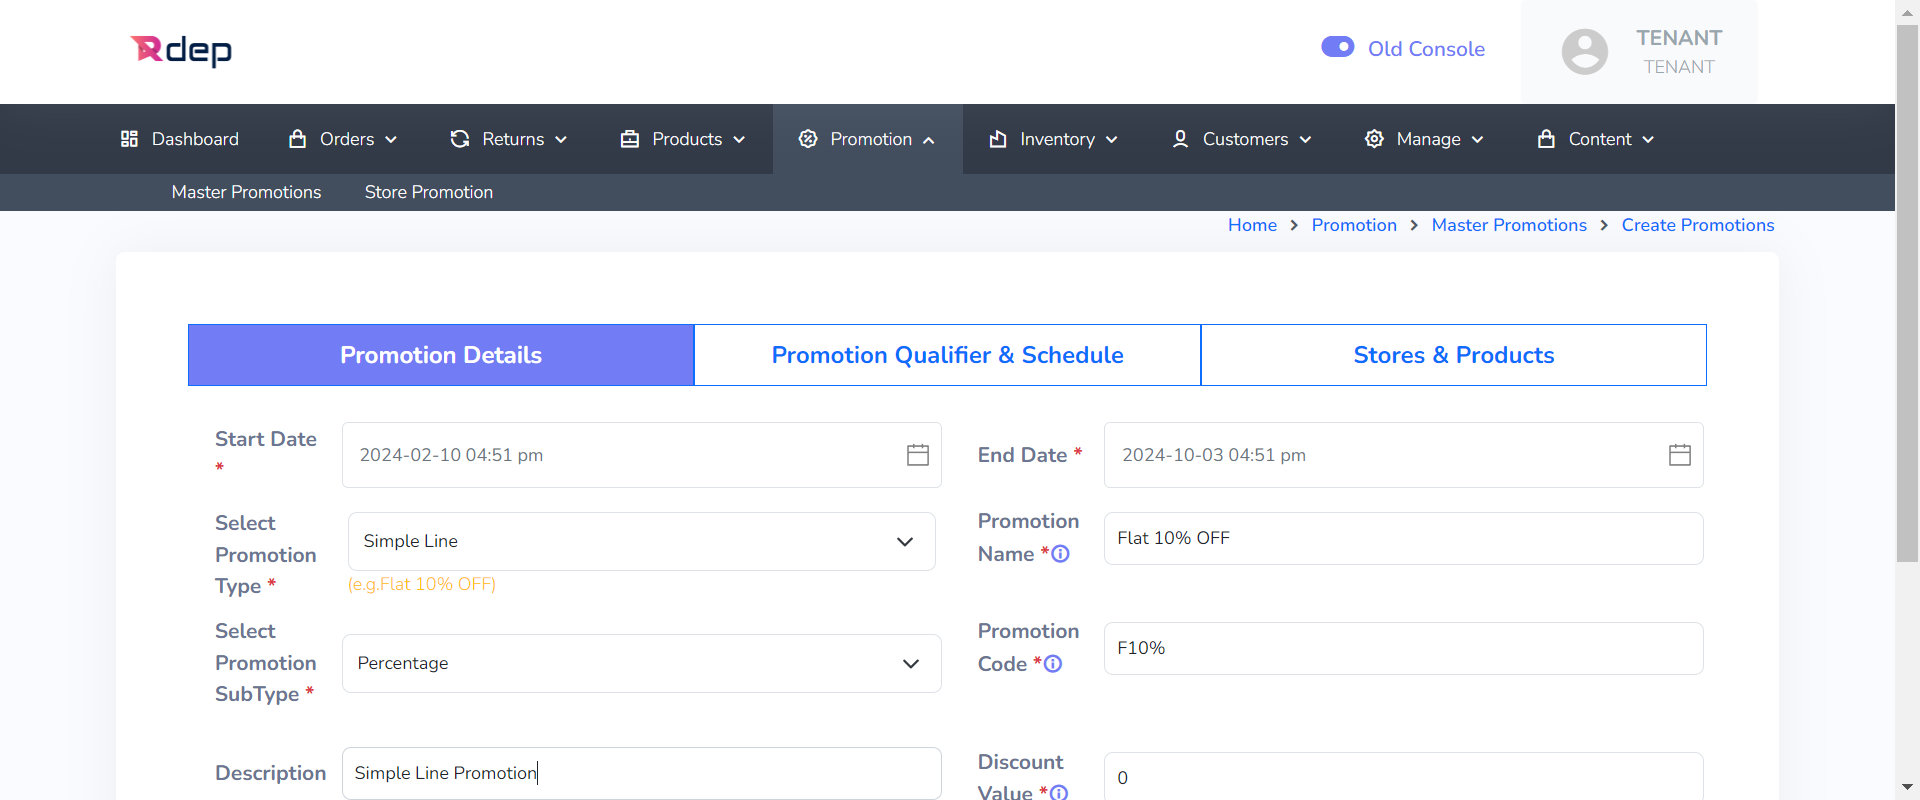 Rdep
Old Console
TENANT
TENANT
Dashboard
Orders
Returns
Products
Promotion
Inventory
Customers
Manage
Content
Master Promotions
Store Promotion
Home > Promotion > Master Promotions > Create Promotions
Promotion Details
Promotion Qualifier & Schedule
Stores & Products
Start Date
*
2024-02-10 04:51 pm
End Date *
2024-10-03 04:51 pm
Select
Promotion
Type *
Simple Line
(e.g.Flat 10% OFF)
Promotion
Name *
Flat 10% OFF
Select
Promotion
SubType *
Percentage
Promotion
Code *
F10%
Description
Simple Line Promotion
Discount
Value *
0